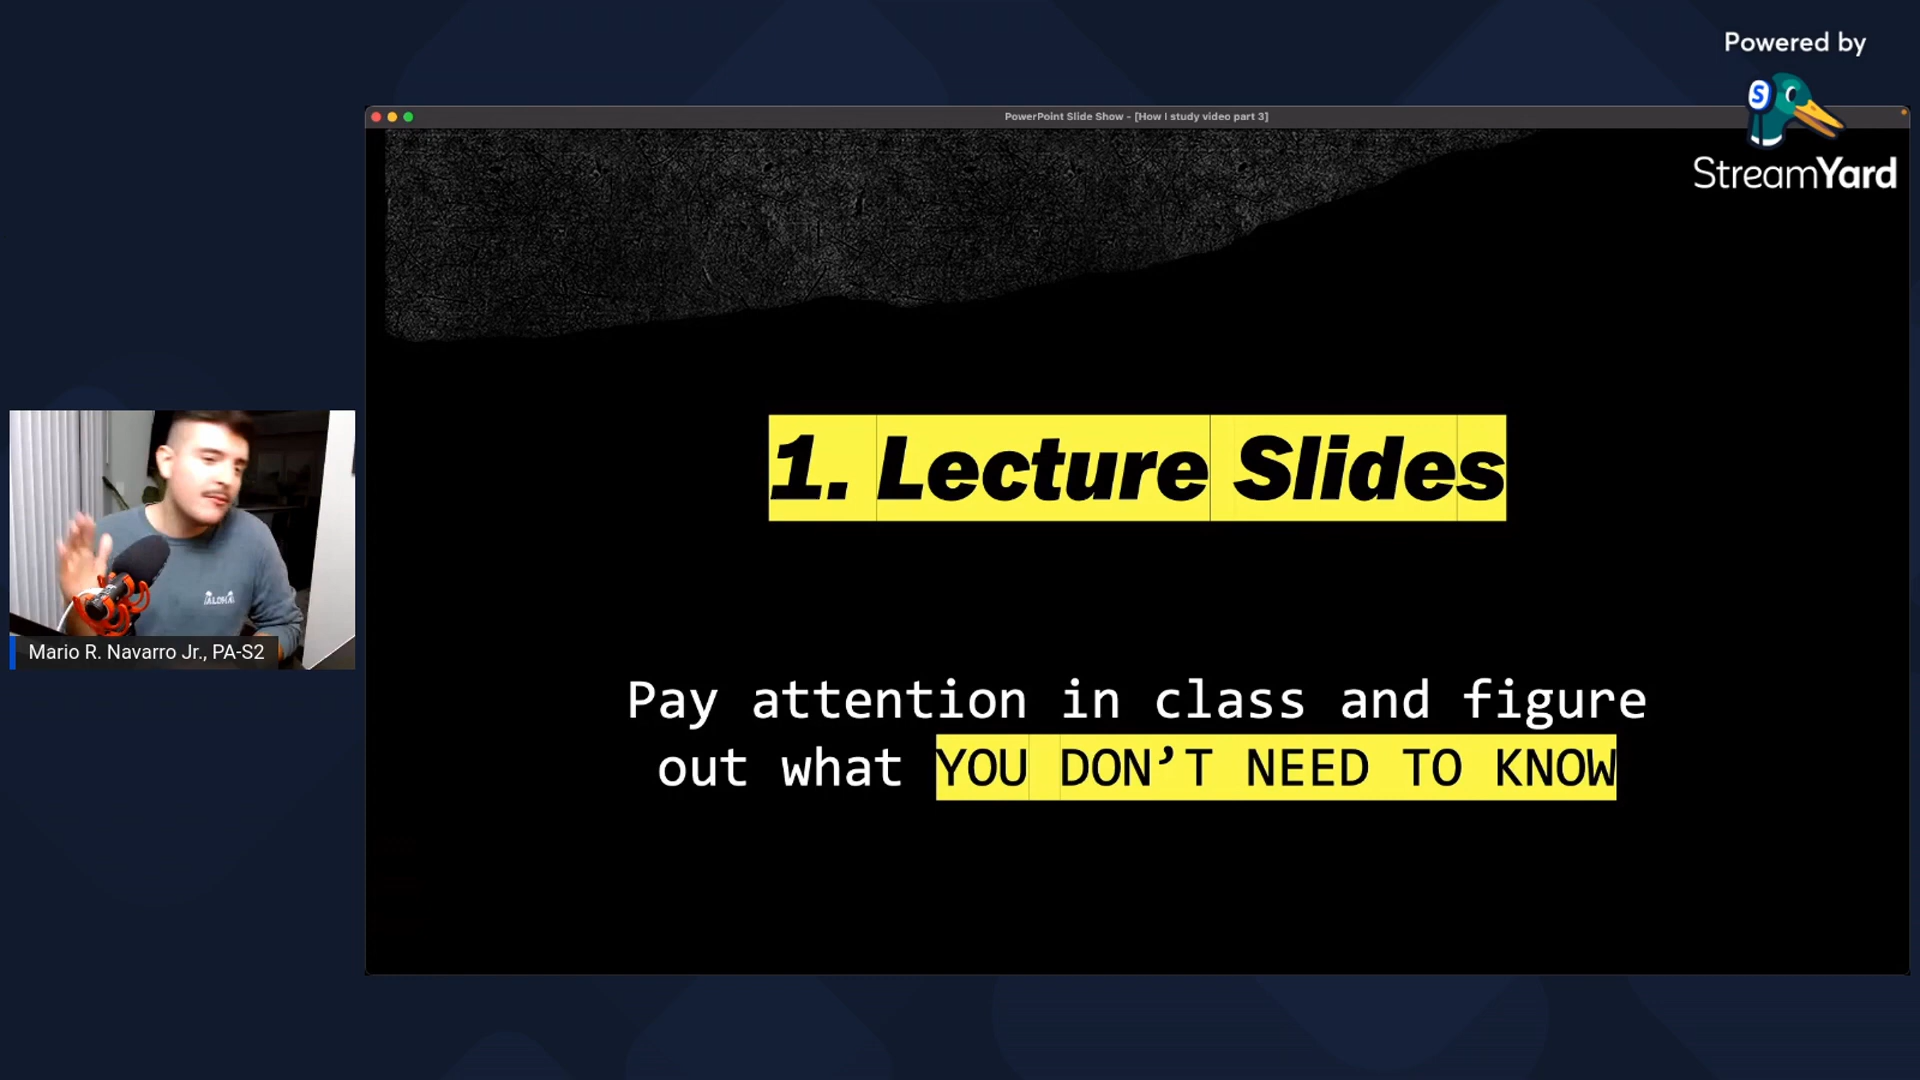 Powered by
S
StreamYard
PowerPoint Slide Show - [How I study video part 3]
1. Lecture Slides
Pay attention in class and figure
out what YOU DON’T NEED TO KNOW
ALOHA
Mario R. Navarro Jr., PA-S2